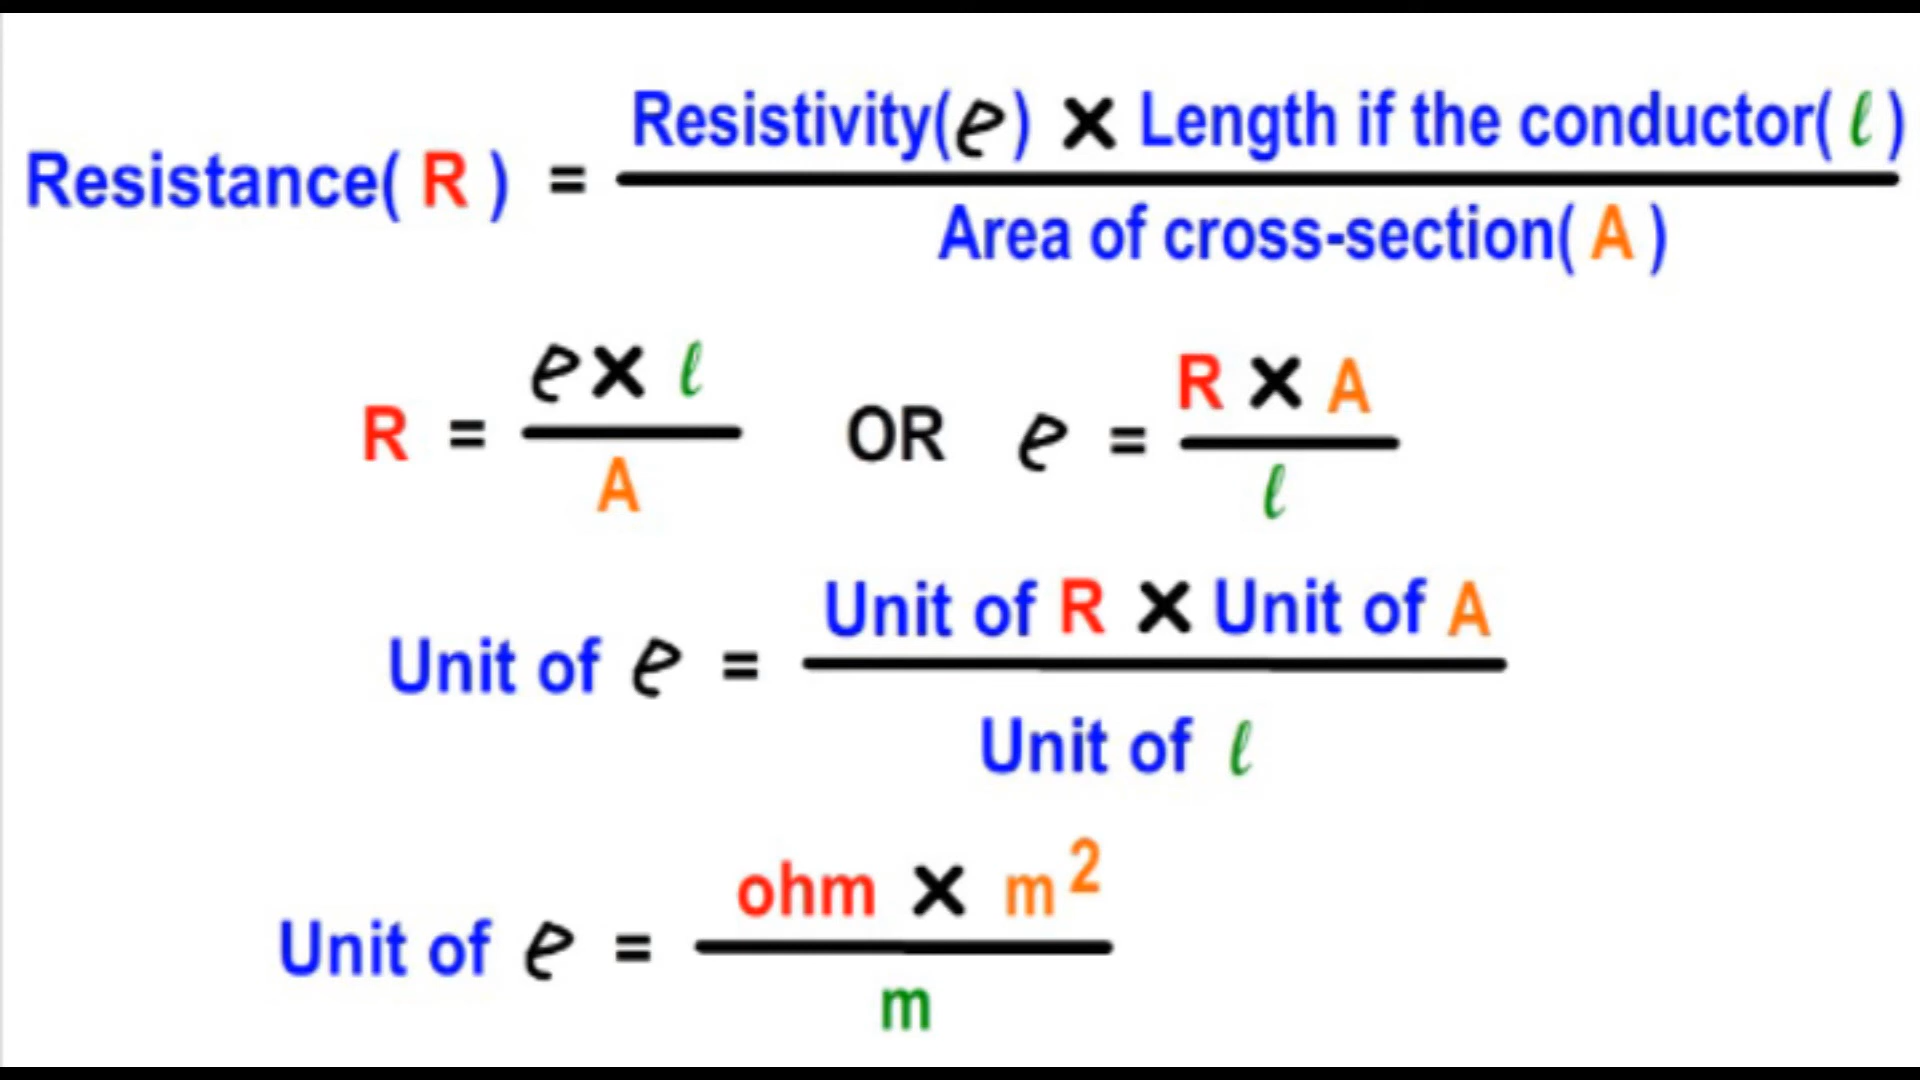 Resistance( R ) = Resistivity(ρ) × Length if the conductor( l )
Area of cross-section( A )
R = ρ × l / A OR ρ = R × A / l
Unit of ρ = Unit of R × Unit of A
Unit of l
Unit of ρ = ohm × m²
m